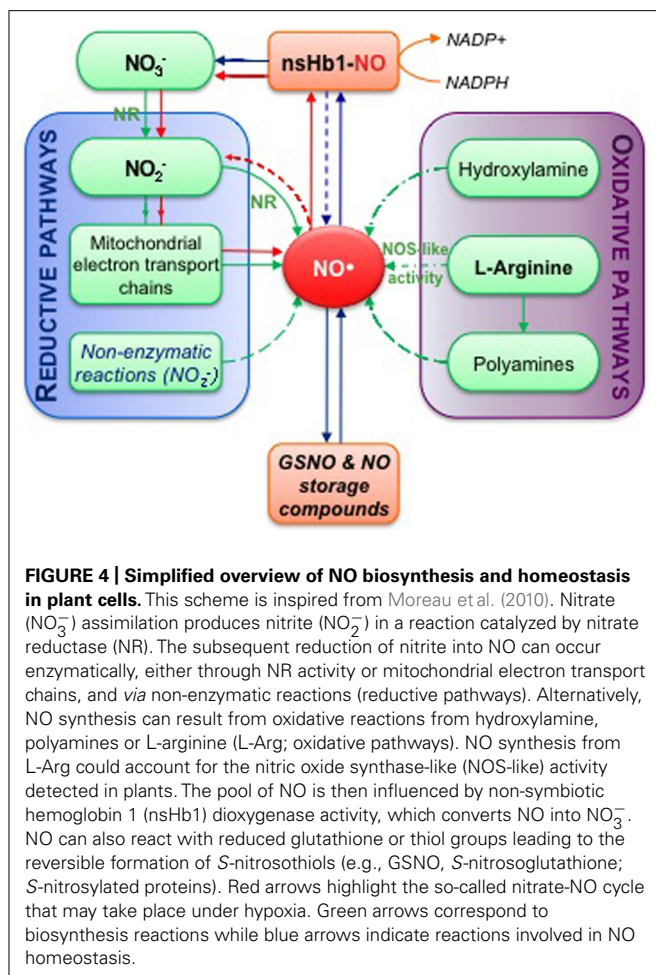 NO3-
nsHb1-NO
NADP+
NADPH
NR
REDUCTIVE PATHWAYS
NO2-
NR
Mitochondrial
electron transport
chains
Non-enzymatic
reactions (NO2-)
NO•
NOS-like
activity
OXIDATIVE PATHWAYS
Hydroxylamine
L-Arginine
Polyamines
GSNO & NO
storage
compounds
FIGURE 4 | Simplified overview of NO biosynthesis and homeostasis
in plant cells. This scheme is inspired from Moreau et al. (2010). Nitrate
(NO3−) assimilation produces nitrite (NO2−) in a reaction catalyzed by nitrate
reductase (NR). The subsequent reduction of nitrite into NO can occur
enzymatically, either through NR activity or mitochondrial electron transport
chains, and via non-enzymatic reactions (reductive pathways). Alternatively,
NO synthesis can result from oxidative reactions from hydroxylamine,
polyamines or L-arginine (L-Arg; oxidative pathways). NO synthesis from
L-Arg could account for the nitric oxide synthase-like (NOS-like) activity
detected in plants. The pool of NO is then influenced by non-symbiotic
hemoglobin 1 (nsHb1) dioxygenase activity, which converts NO into NO3−.
NO can also react with reduced glutathione or thiol groups leading to the
reversible formation of S-nitrosothiols (e.g., GSNO, S-nitrosoglutathione;
S-nitrosylated proteins). Red arrows highlight the so-called nitrate-NO cycle
that may take place under hypoxia. Green arrows correspond to
biosynthesis reactions while blue arrows indicate reactions involved in NO
homeostasis.